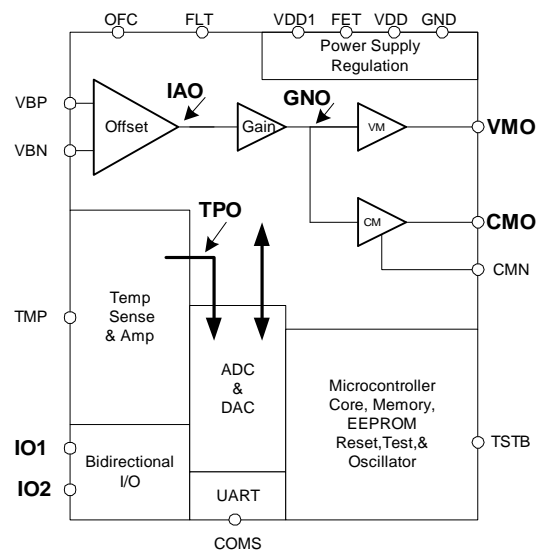 OFC
FLT
VDD1
FET
VDD
GND
Power Supply
Regulation
VBP
IAO
GNO
Offset
Gain
VM
VMO
VBN
TPO
CM
CMO
CMN
TMP
Temp
Sense
& Amp
ADC
&
DAC
Microcontroller
Core, Memory,
EEPROM
Reset,Test,&
Oscillator
IO1
Bidirectional
I/O
IO2
TSTB
UART
COMS